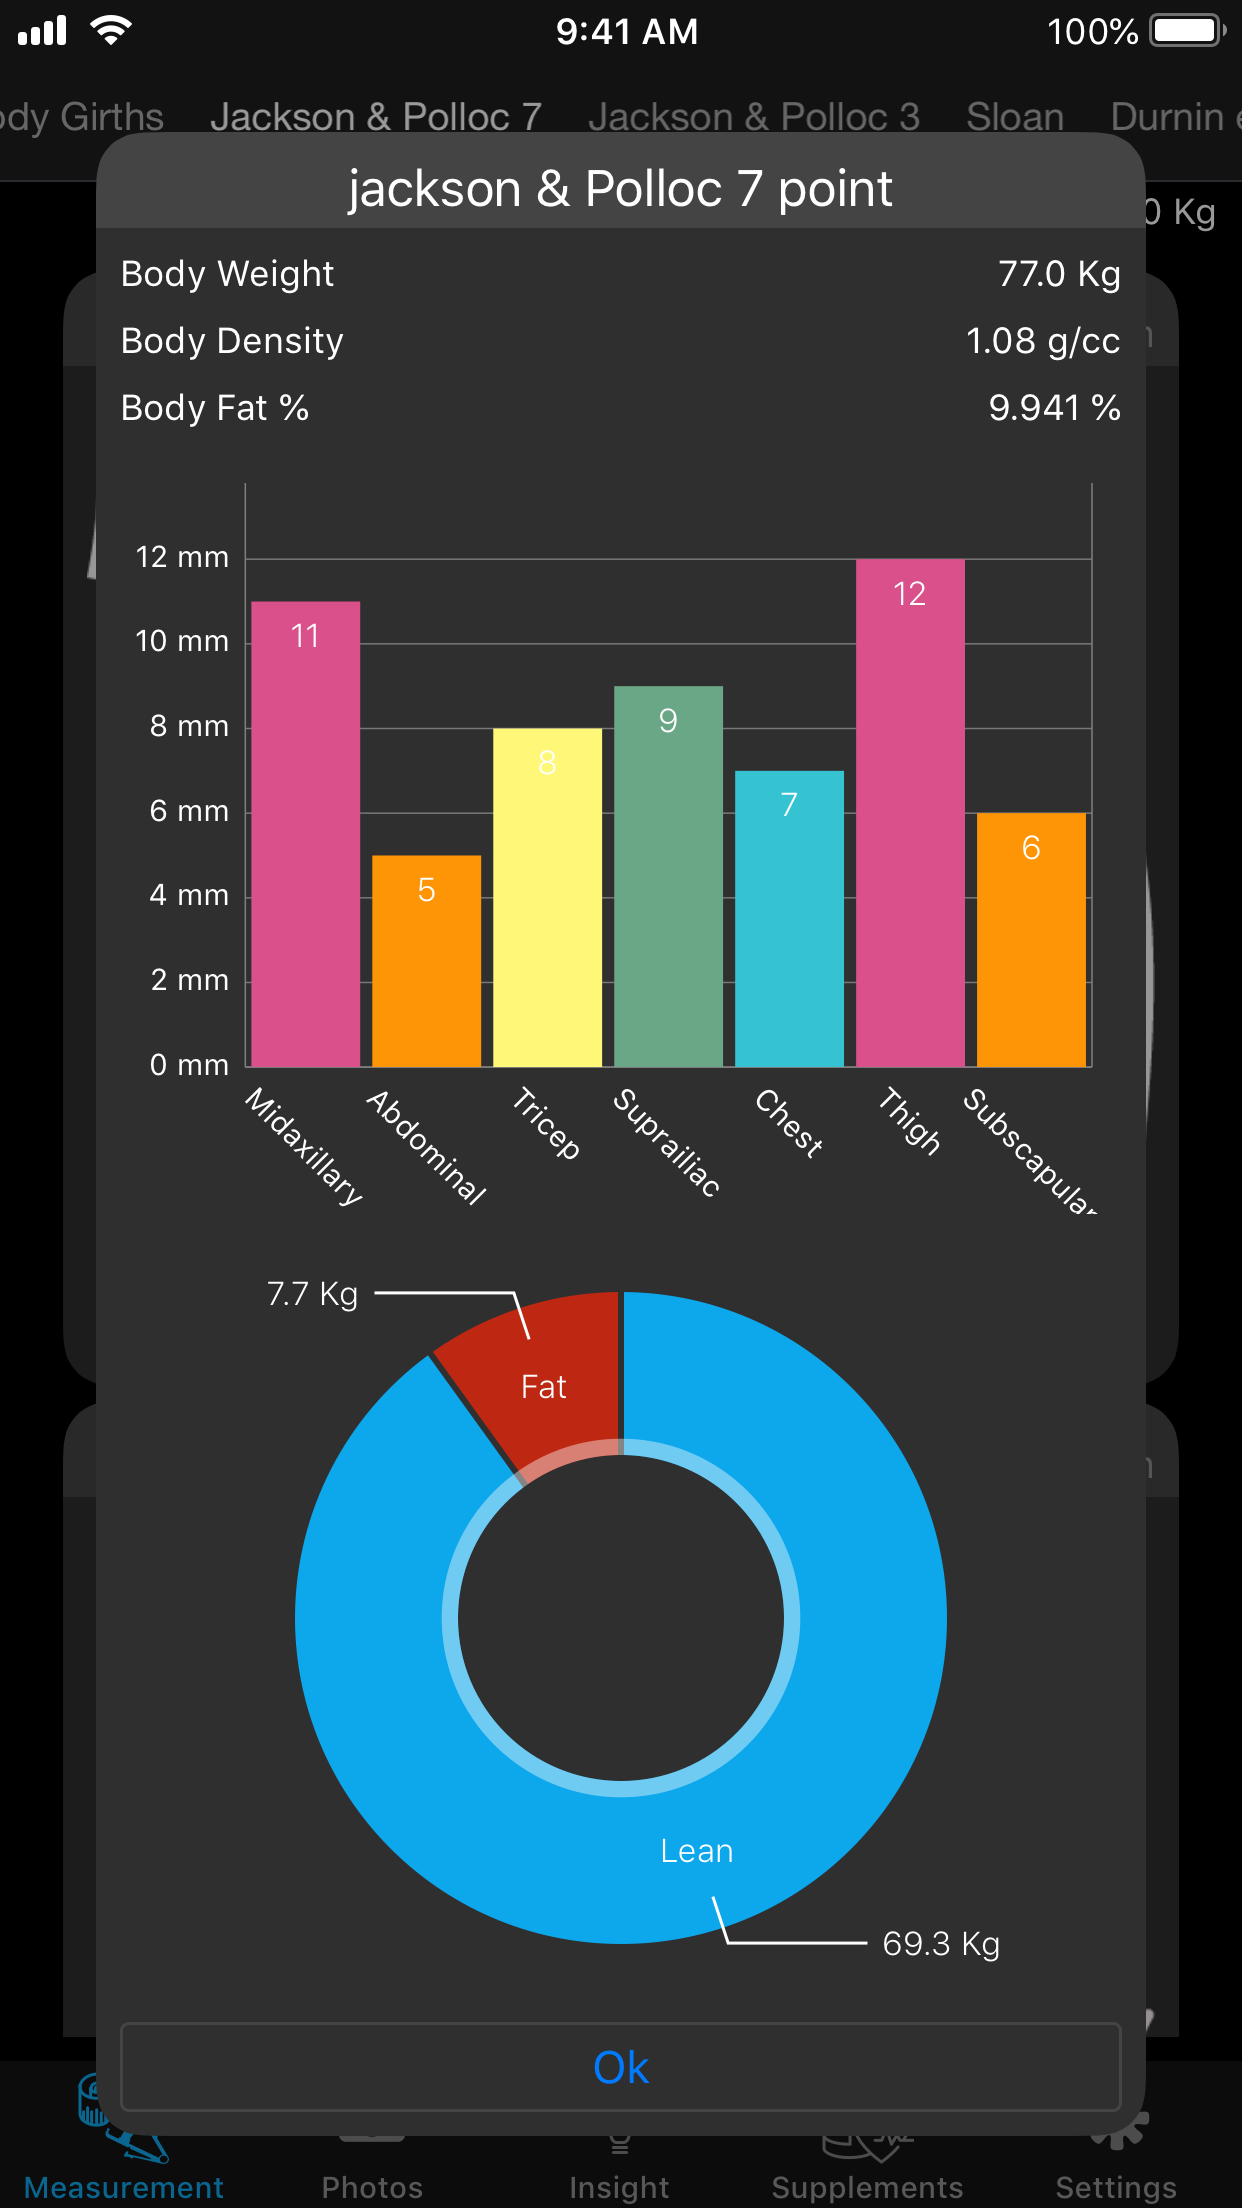 9:41 AM 100%
ody Girths Jackson & Polloc 7 Jackson & Polloc 3 Sloan Durnin e
jackson & Polloc 7 point
0 Kg
Body Weight 77.0 Kg
Body Density 1.08 g/cc
Body Fat % 9.941 %
12 mm
10 mm
8 mm
6 mm
4 mm
2 mm
0 mm
11
5
8
9
7
12
6
Midaxillary
Abdominal
Tricep
Suprailiac
Chest
Thigh
Subscapular
7.7 Kg
Fat
Lean
69.3 Kg
Ok
Measurement Photos Insight Supplements Settings